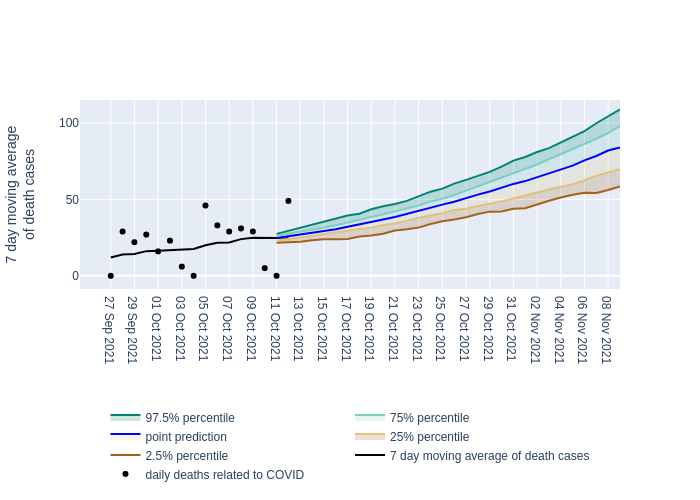 7 day moving average
of death cases
100
50
0
27 Sep 2021
29 Sep 2021
01 Oct 2021
03 Oct 2021
05 Oct 2021
07 Oct 2021
09 Oct 2021
11 Oct 2021
13 Oct 2021
15 Oct 2021
17 Oct 2021
19 Oct 2021
21 Oct 2021
23 Oct 2021
25 Oct 2021
27 Oct 2021
29 Oct 2021
31 Oct 2021
02 Nov 2021
04 Nov 2021
06 Nov 2021
08 Nov 2021
97.5% percentile
75% percentile
point prediction
25% percentile
2.5% percentile
7 day moving average of death cases
daily deaths related to COVID